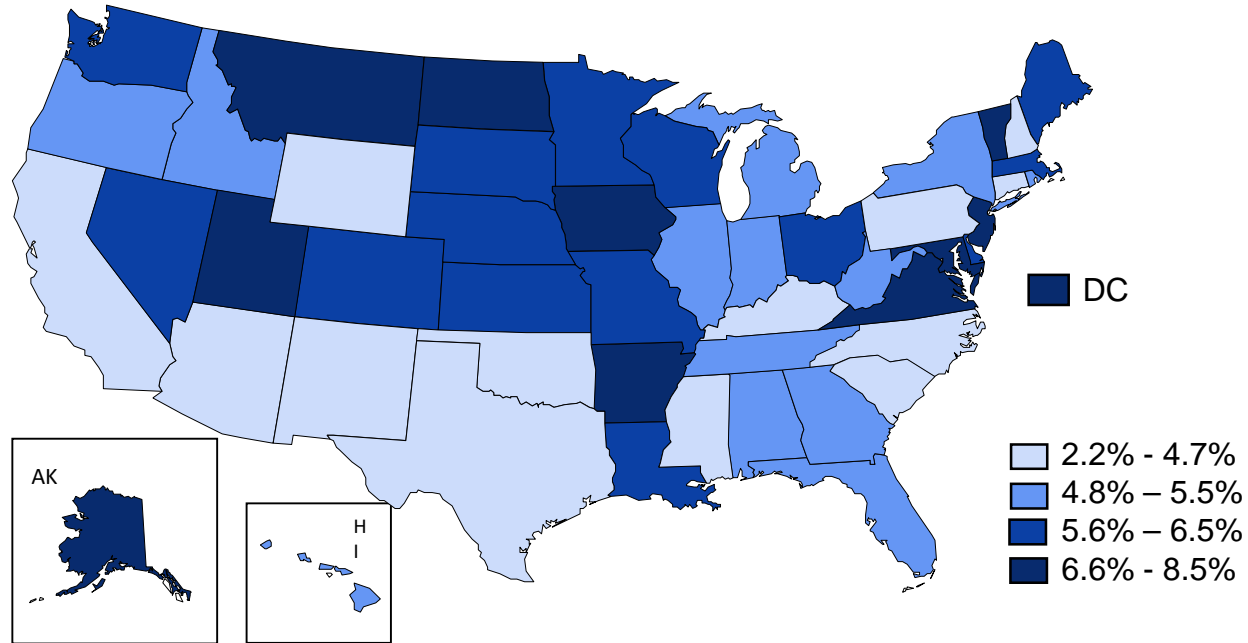 DC
AK
H
I
2.2% - 4.7%
4.8% – 5.5%
5.6% – 6.5%
6.6% - 8.5%